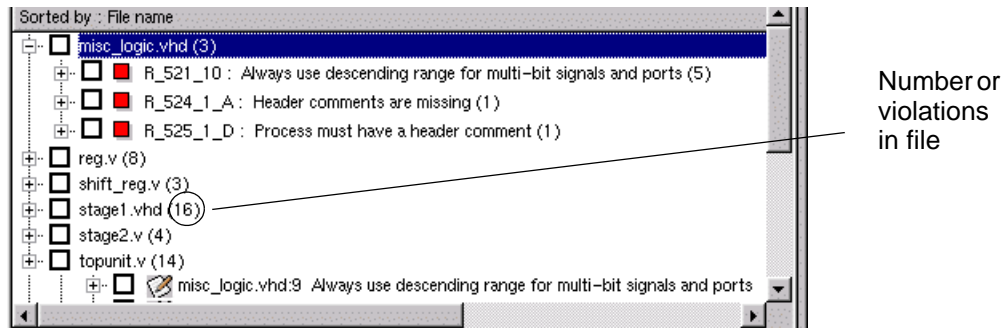 Sorted by : File name
misc_logic.vhd (3)
R_521_10 : Always use descending range for multi-bit signals and ports (5)
R_524_1_A : Header comments are missing (1)
R_525_1_D : Process must have a header comment (1)
reg.v (8)
shift_reg.v (3)
stage1.vhd (16)
stage2.v (4)
topunit.v (14)
misc_logic.vhd:9 Always use descending range for multi-bit signals and ports
Number or
violations
in file